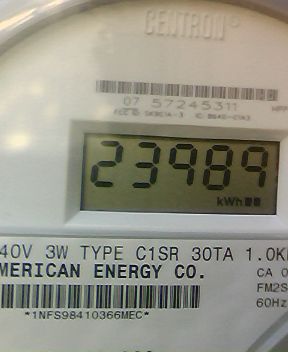 CENTRON®
07 57245311
23989
kWh
40V 3W TYPE C1SR 30TA 1.0K
MERICAN ENERGY CO.
CA 0
FM2S
60Hz
*1NFS98410366MEC*